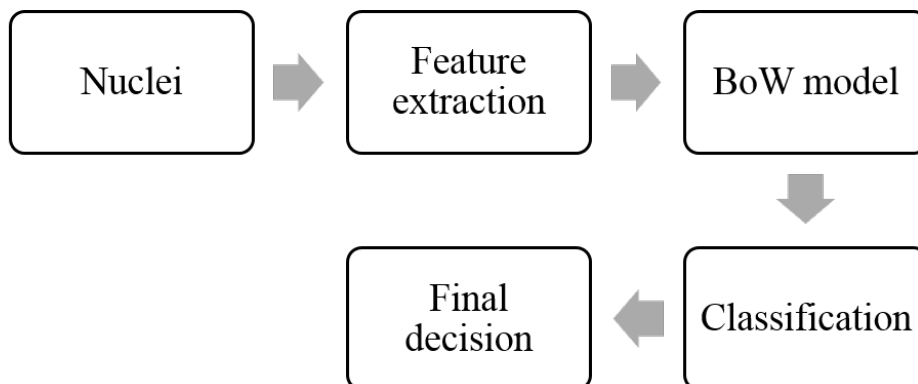 Nuclei
Feature
extraction
BoW model
Classification
Final
decision